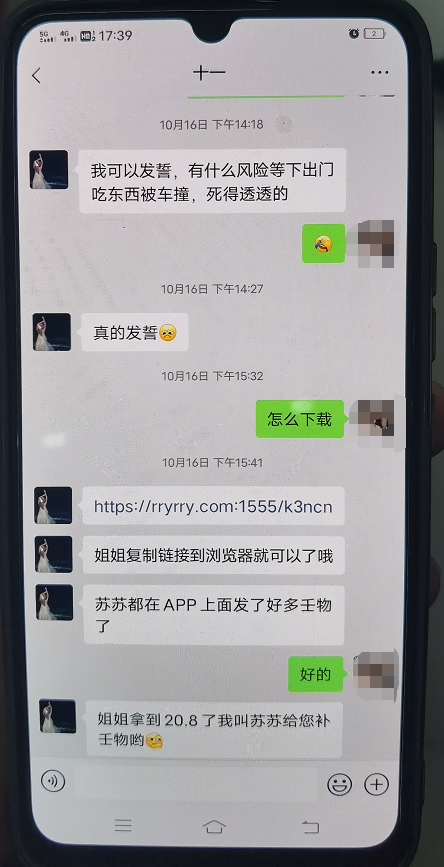 5G 4G HD 2 17:39 2
十一
10月16日 下午14:18
我可以发誓，有什么风险等下出门
吃东西被车撞，死得透透的
🤣
10月16日 下午14:27
真的发誓🥺
10月16日 下午15:32
怎么下载
10月16日 下午15:41
https://rryrry.com:1555/k3ncn
姐姐复制链接到浏览器就可以了哦
苏苏都在APP上面发了好多壬物
了
好的
姐姐拿到20.8了我叫苏苏给您补
壬物哟🧐